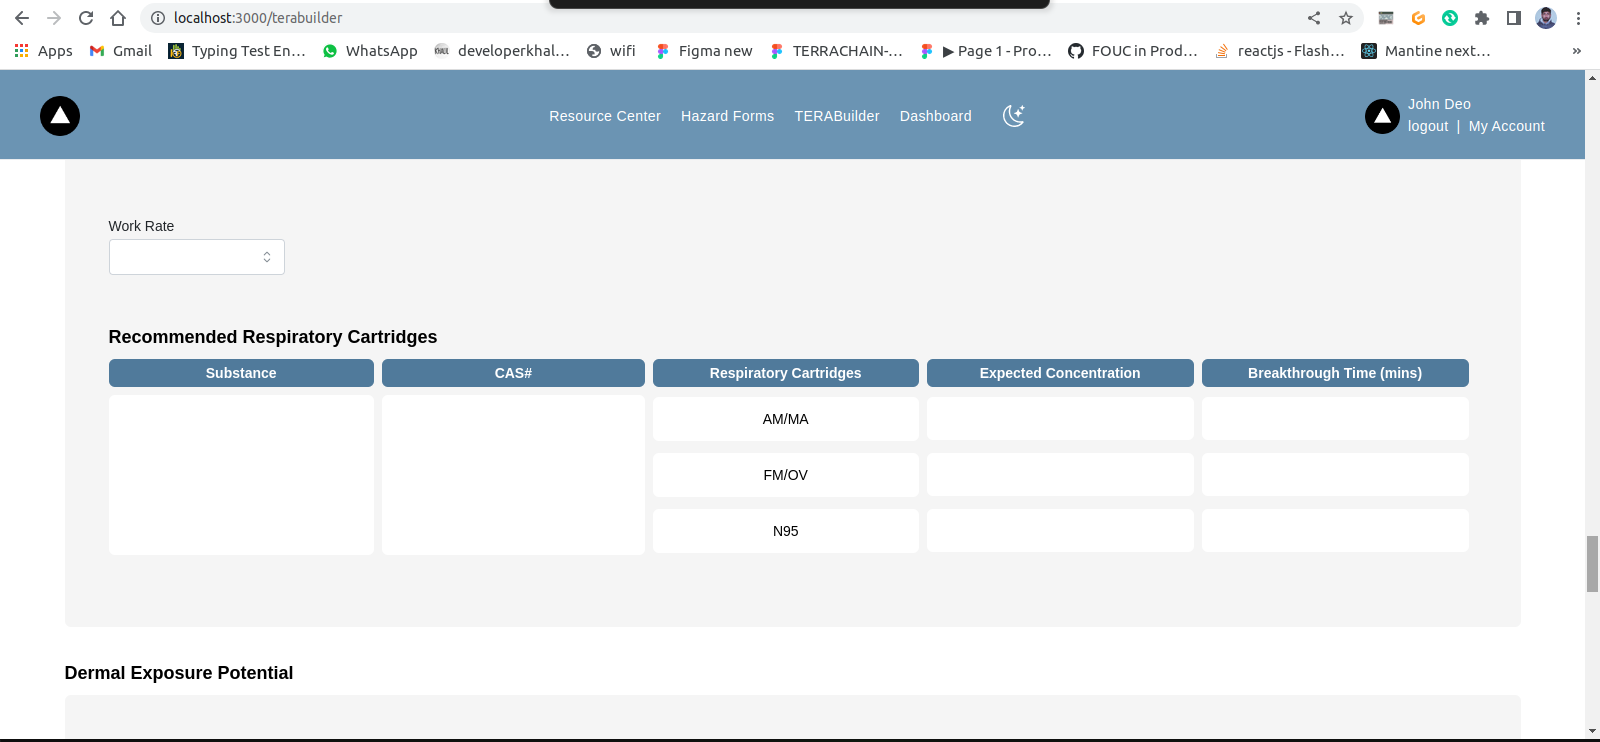 localhost:3000/terabuilder
Apps Gmail Typing Test En... WhatsApp developerkhal... wifi Figma new TERRACHAIN-... ▶ Page 1 - Pro... FOUC in Prod... reactjs - Flash... Mantine next... »
Resource Center Hazard Forms TERABuilder Dashboard
John Deo
logout | My Account
Work Rate
Recommended Respiratory Cartridges
Substance CAS# Respiratory Cartridges Expected Concentration Breakthrough Time (mins)
AM/MA
FM/OV
N95
Dermal Exposure Potential